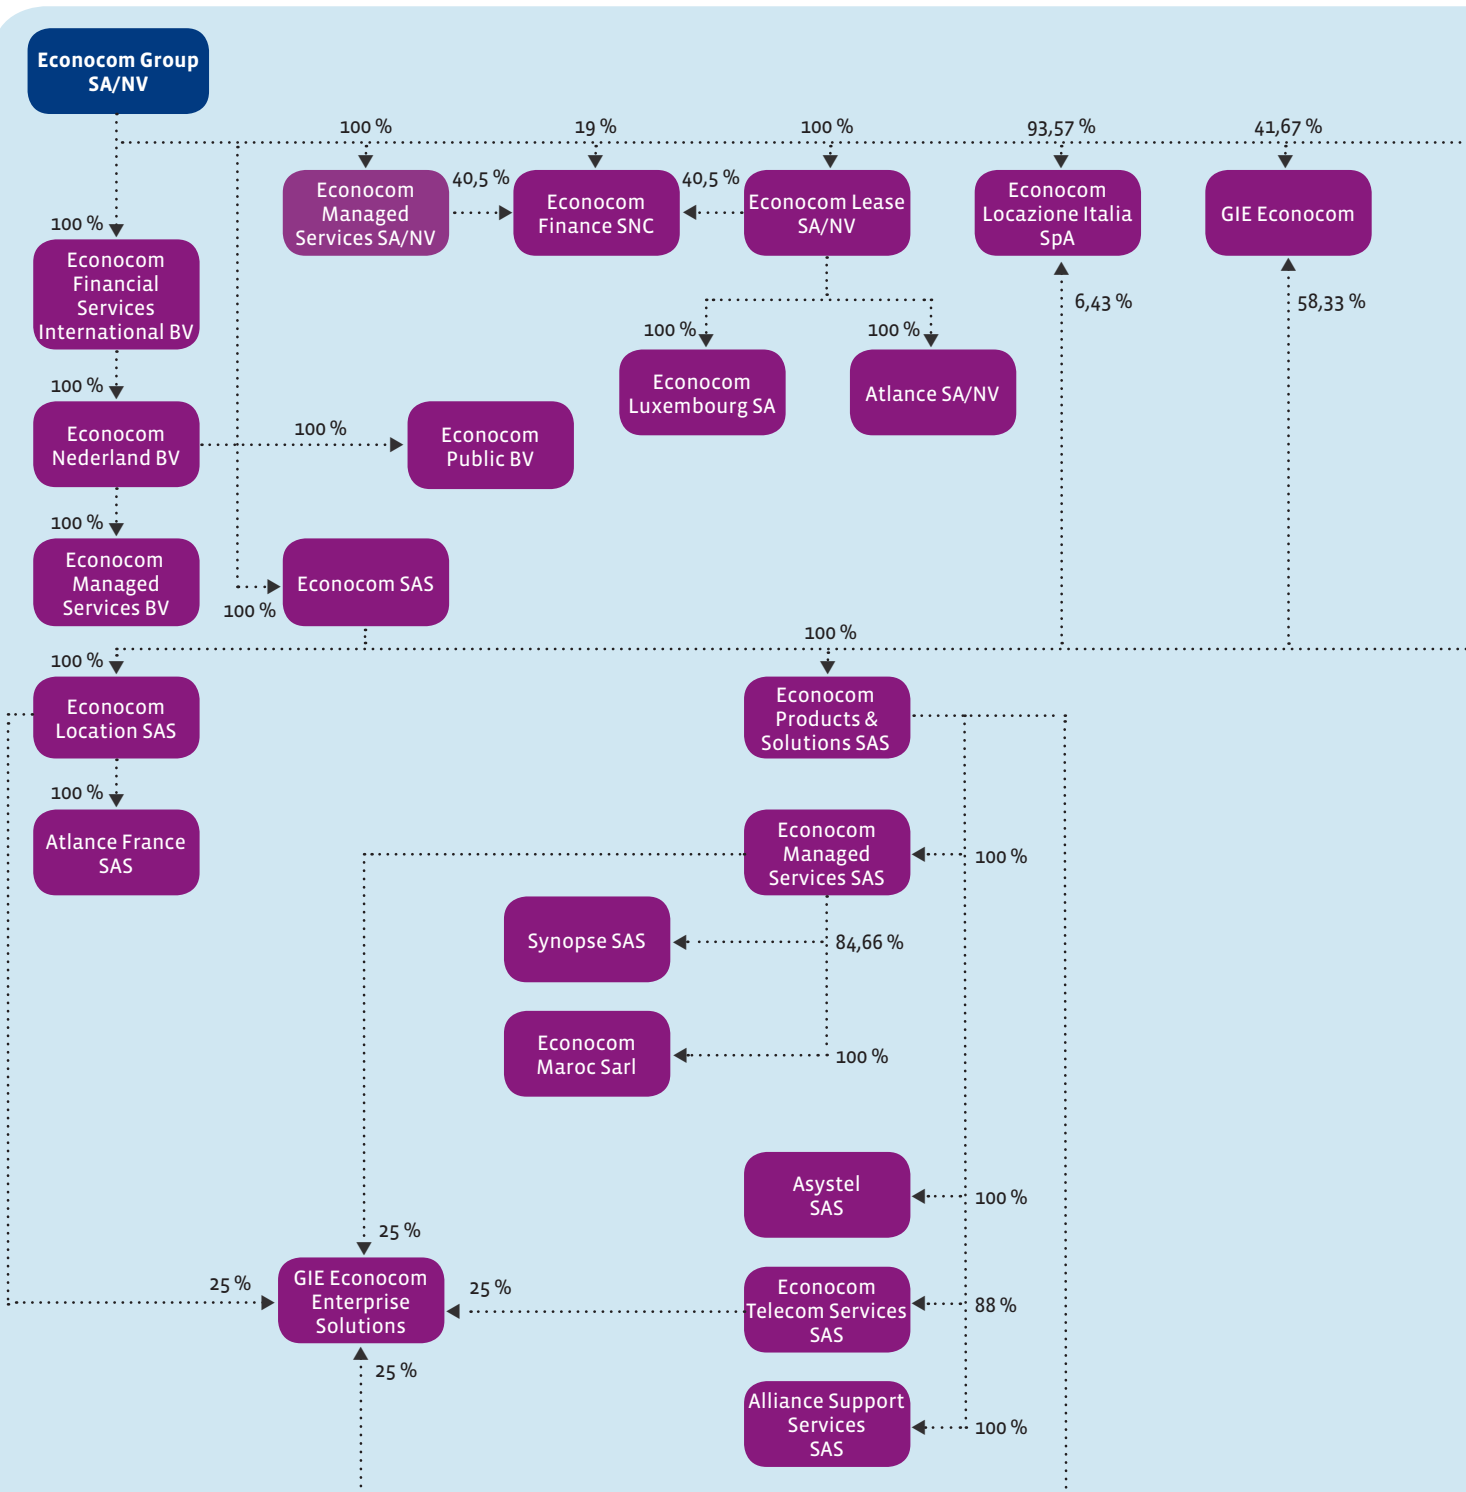 Econocom Group
SA/NV
100 %
19 %
100 %
93,57 %
41,67 %
Econocom
Managed
Services SA/NV
40,5 %
Econocom
Finance SNC
40,5 %
Econocom Lease
SA/NV
Econocom
Locazione Italia
SpA
GIE Econocom
100 %
Econocom
Financial
Services
International BV
6,43 %
58,33 %
100 %
100 %
Econocom
Luxembourg SA
Atlance SA/NV
100 %
Econocom
Nederland BV
100 %
Econocom
Public BV
100 %
Econocom
Managed
Services BV
100 %
Econocom SAS
100 %
100 %
Econocom
Location SAS
Econocom
Products &
Solutions SAS
100 %
Atlance France
SAS
Econocom
Managed
Services SAS
100 %
Synopse SAS
84,66 %
Econocom
Maroc Sarl
100 %
Asystel
SAS
100 %
25 %
25 %
GIE Econocom
Enterprise
Solutions
25 %
Econocom
Telecom Services
SAS
88 %
25 %
Alliance Support
Services
SAS
100 %